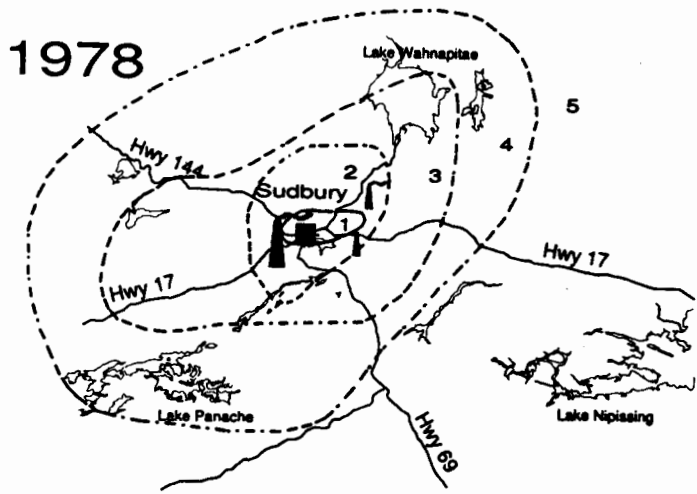 1978
Lake Wahnapitae
5
4
Hwy 144
2
3
Sudbury
1
Hwy 17
Hwy 17
Lake Panache
Lake Nipissing
Hwy 69